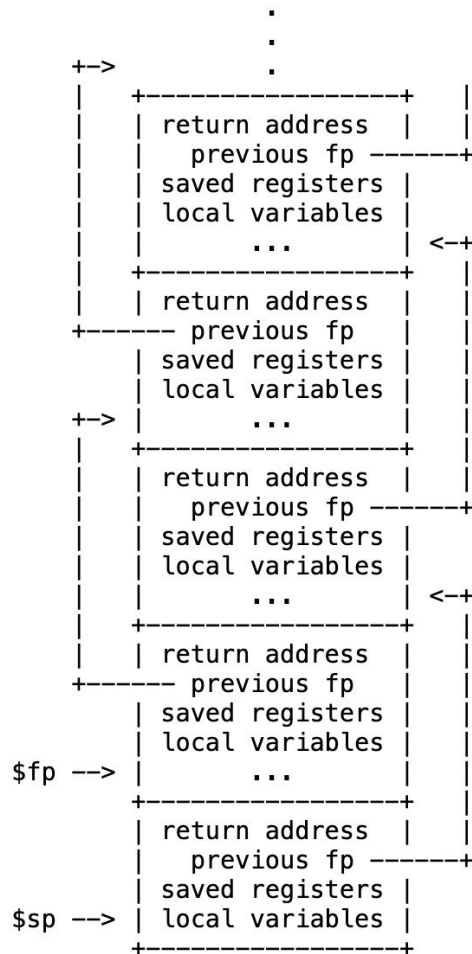 .
                   .
      +->          .
      |   +-----------------+   |
      |   | return address  |   |
      |   |   previous fp ------+
      |   | saved registers |
      |   | local variables |
      |   |       ...       | <-+
      |   +-----------------+   |
      |   | return address  |   |
      +------ previous fp   |   |
          | saved registers |   |
          | local variables |   |
      +-> |       ...       |   |
      |   +-----------------+   |
      |   | return address  |   |
      |   |   previous fp ------+
      |   | saved registers |
      |   | local variables |
      |   |       ...       | <-+
      |   +-----------------+   |
      |   | return address  |   |
      +------ previous fp   |   |
          | saved registers |   |
          | local variables |   |
  $fp --> |       ...       |   |
          +-----------------+   |
          | return address  |   |
          |   previous fp ------+
          | saved registers |
  $sp --> | local variables |
          +-----------------+